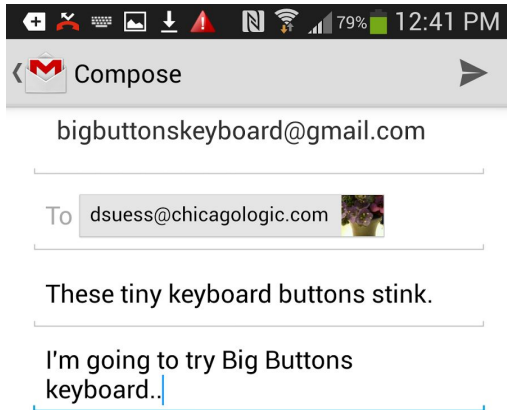 79% 12:41 PM
Compose
bigbuttonskeyboard@gmail.com
To dsuess@chicagologic.com
These tiny keyboard buttons stink.
I'm going to try Big Buttons
keyboard..